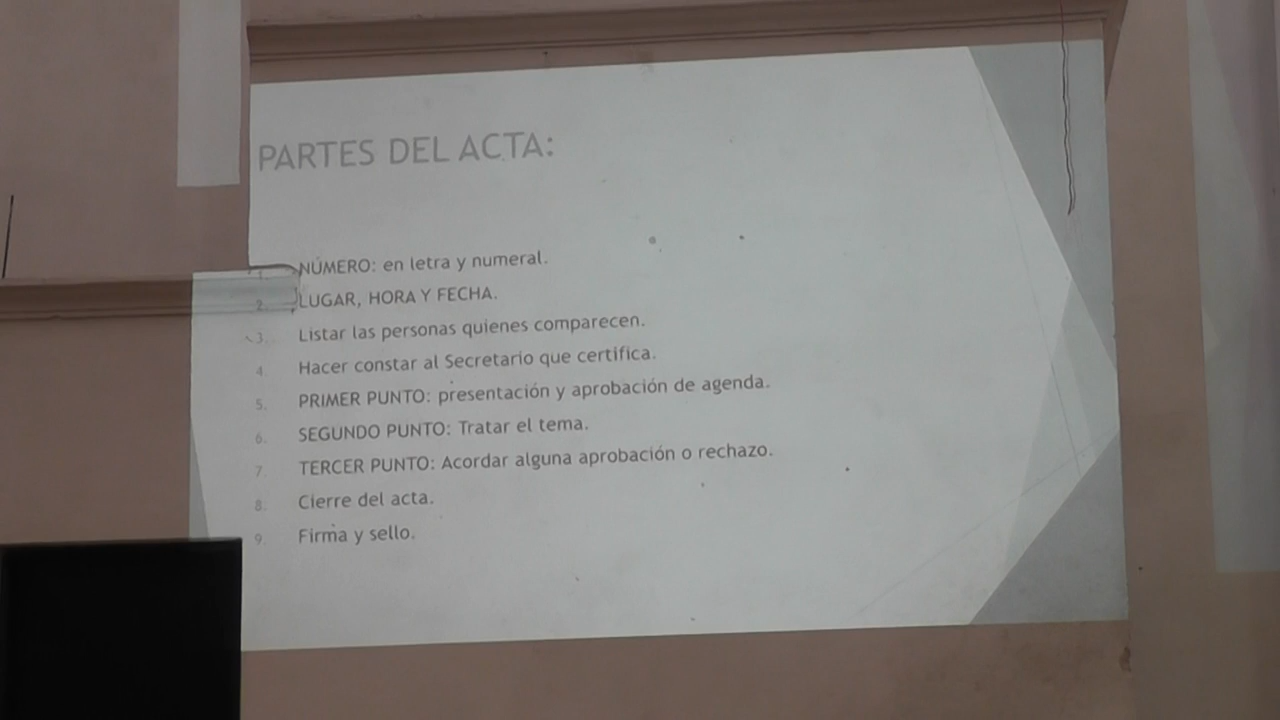 PARTES DEL ACTA:
1. NÚMERO: en letra y numeral.
2. LUGAR, HORA Y FECHA.
3. Listar las personas quienes comparecen.
4. Hacer constar al Secretario que certifica.
5. PRIMER PUNTO: presentación y aprobación de agenda.
6. SEGUNDO PUNTO: Tratar el tema.
7. TERCER PUNTO: Acordar alguna aprobación o rechazo.
8. Cierre del acta.
9. Firma y sello.